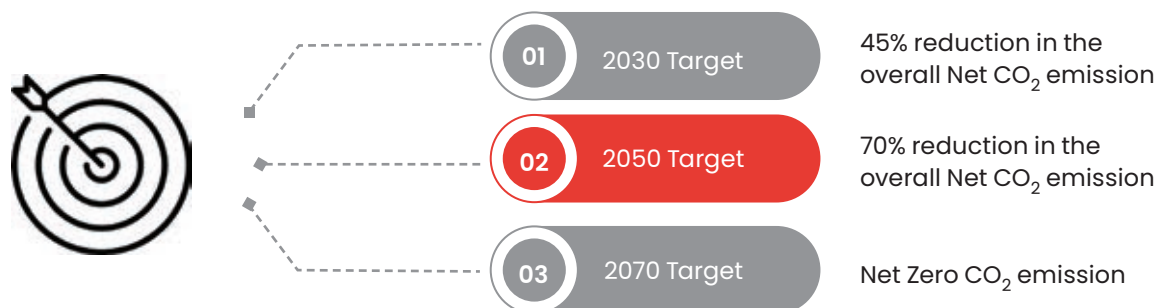 01
2030 Target
45% reduction in the
overall Net CO₂ emission
02
2050 Target
70% reduction in the
overall Net CO₂ emission
03
2070 Target
Net Zero CO₂ emission